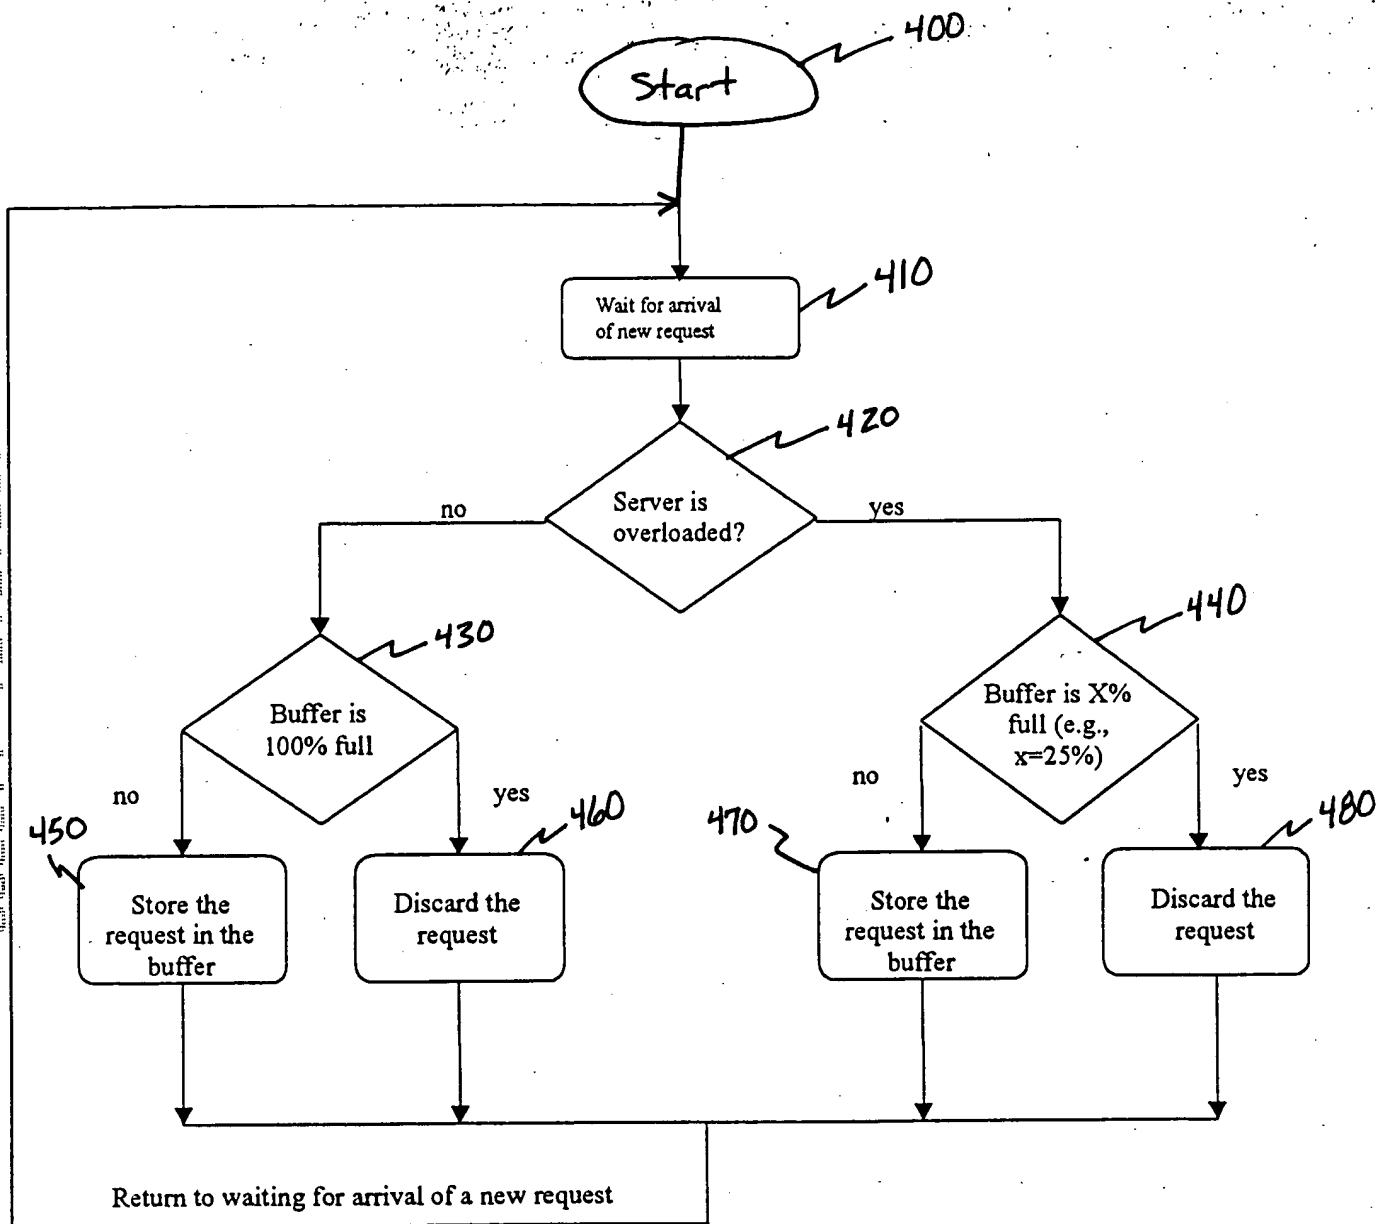 400
Start
410
Wait for arrival
of new request
420
Server is
overloaded?
no
yes
430
440
Buffer is
100% full
Buffer is X%
full (e.g.,
x=25%)
no
yes
no
yes
450
460
470
480
Store the
request in the
buffer
Discard the
request
Store the
request in the
buffer
Discard the
request
Return to waiting for arrival of a new request